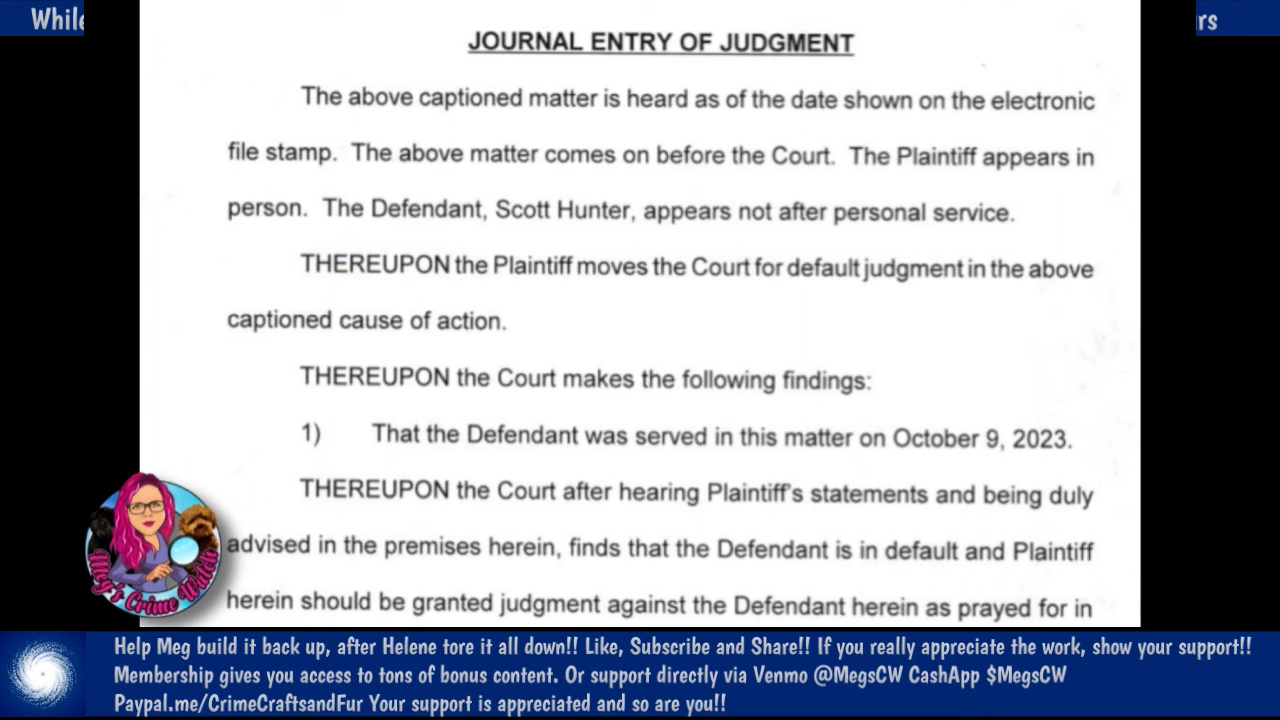 While
rs
JOURNAL ENTRY OF JUDGMENT
The above captioned matter is heard as of the date shown on the electronic
file stamp. The above matter comes on before the Court. The Plaintiff appears in
person. The Defendant, Scott Hunter, appears not after personal service.
THEREUPON the Plaintiff moves the Court for default judgment in the above
captioned cause of action.
THEREUPON the Court makes the following findings:
1) That the Defendant was served in this matter on October 9, 2023.
THEREUPON the Court after hearing Plaintiff's statements and being duly
advised in the premises herein, finds that the Defendant is in default and Plaintiff
herein should be granted judgment against the Defendant herein as prayed for in
Meg's Crime Watch
Help Meg build it back up, after Helene tore it all down!! Like, Subscribe and Share!! If you really appreciate the work, show your support!!
Membership gives you access to tons of bonus content. Or support directly via Venmo @MegsCW CashApp $MegsCW
Paypal.me/CrimeCraftsandFur Your support is appreciated and so are you!!